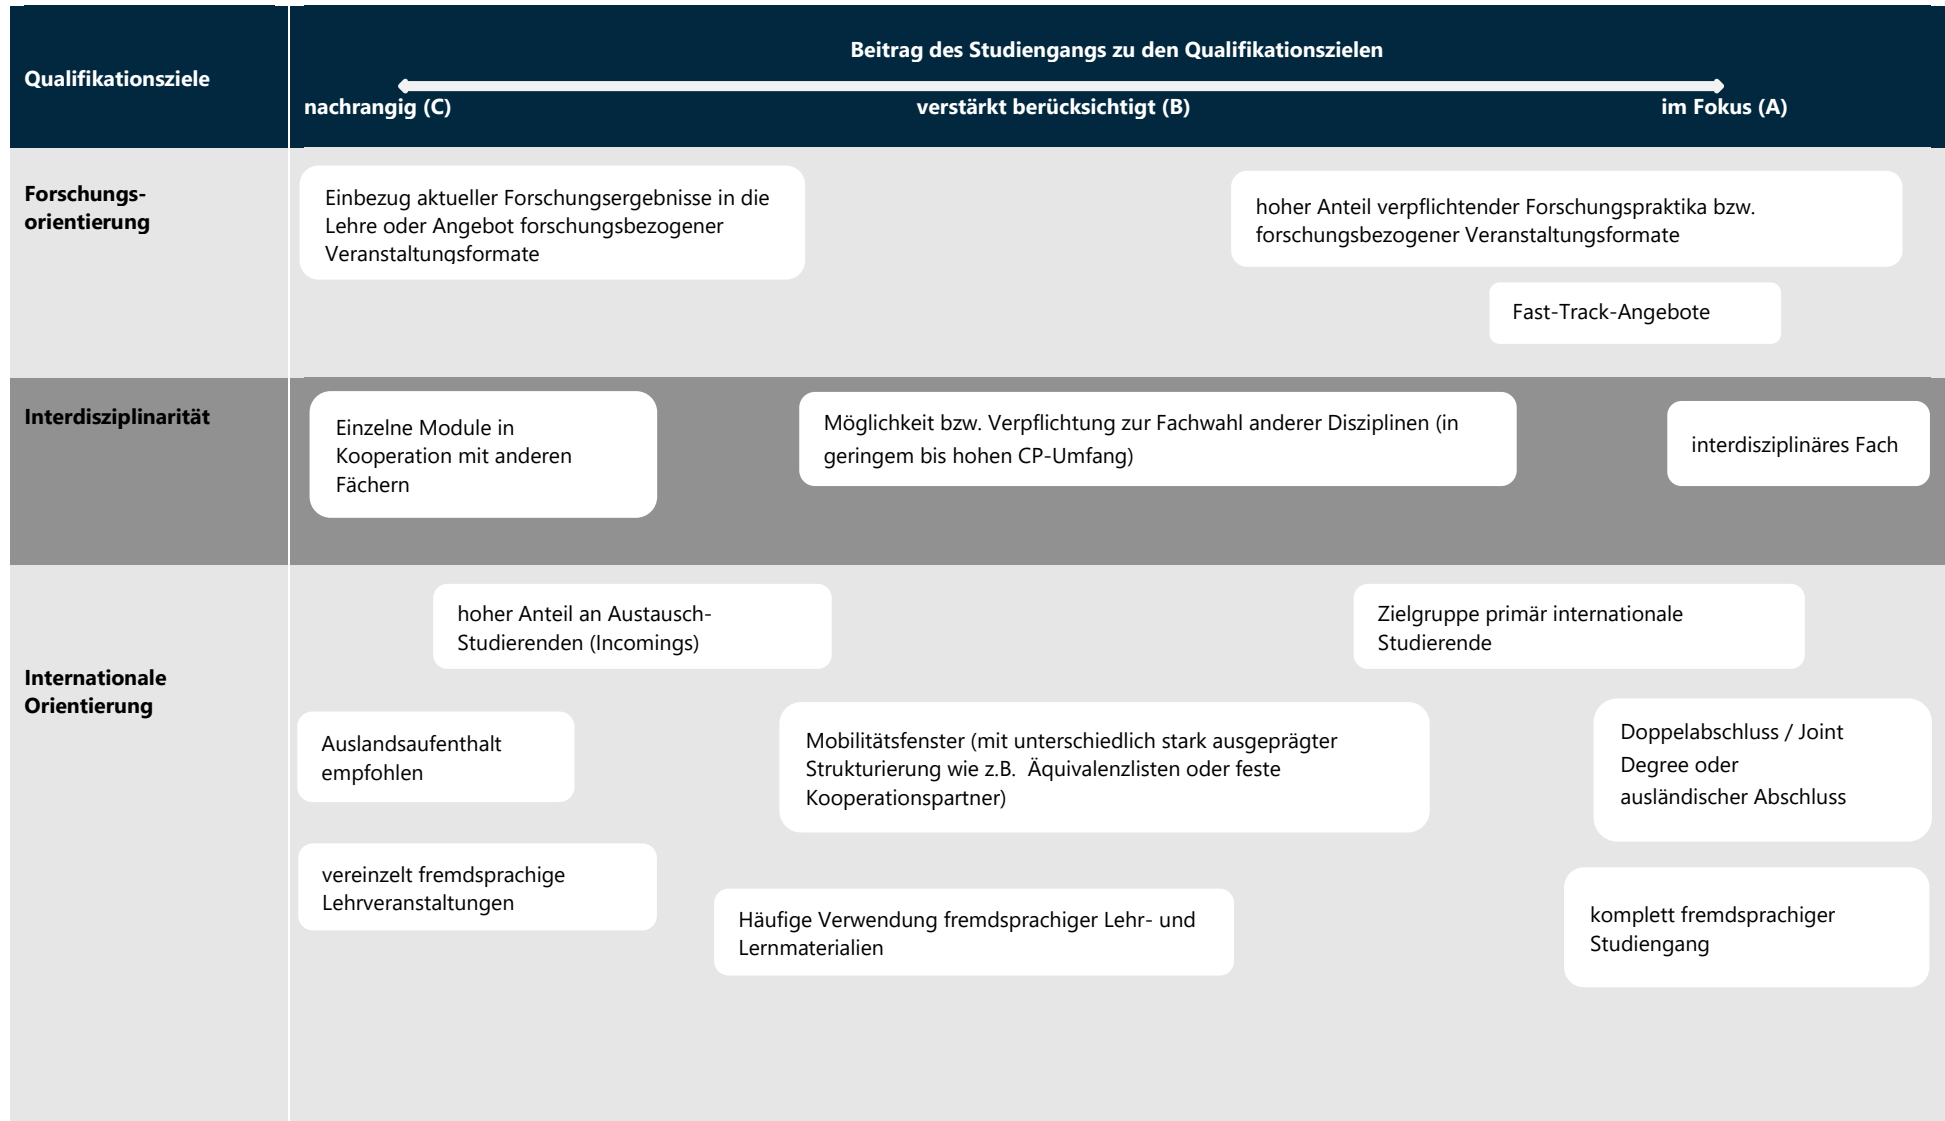 Beitrag des Studiengangs zu den Qualifikationszielen
Qualifikationsziele
nachrangig (C)
verstärkt berücksichtigt (B)
im Fokus (A)
Forschungs-
orientierung
Einbezug aktueller Forschungsergebnisse in die
Lehre oder Angebot forschungsbezogener
Veranstaltungsformate
hoher Anteil verpflichtender Forschungspraktika bzw.
forschungsbezogener Veranstaltungsformate
Fast-Track-Angebote
Interdisziplinarität
Einzelne Module in
Kooperation mit anderen
Fächern
Möglichkeit bzw. Verpflichtung zur Fachwahl anderer Disziplinen (in
geringem bis hohen CP-Umfang)
interdisziplinäres Fach
Internationale
Orientierung
hoher Anteil an Austausch-
Studierenden (Incomings)
Zielgruppe primär internationale
Studierende
Auslandsaufenthalt
empfohlen
Mobilitätsfenster (mit unterschiedlich stark ausgeprägter
Strukturierung wie z.B.  Äquivalenzlisten oder feste
Kooperationspartner)
Doppelabschluss / Joint
Degree oder
ausländischer Abschluss
vereinzelt fremdsprachige
Lehrveranstaltungen
Häufige Verwendung fremdsprachiger Lehr- und
Lernmaterialien
komplett fremdsprachiger
Studiengang